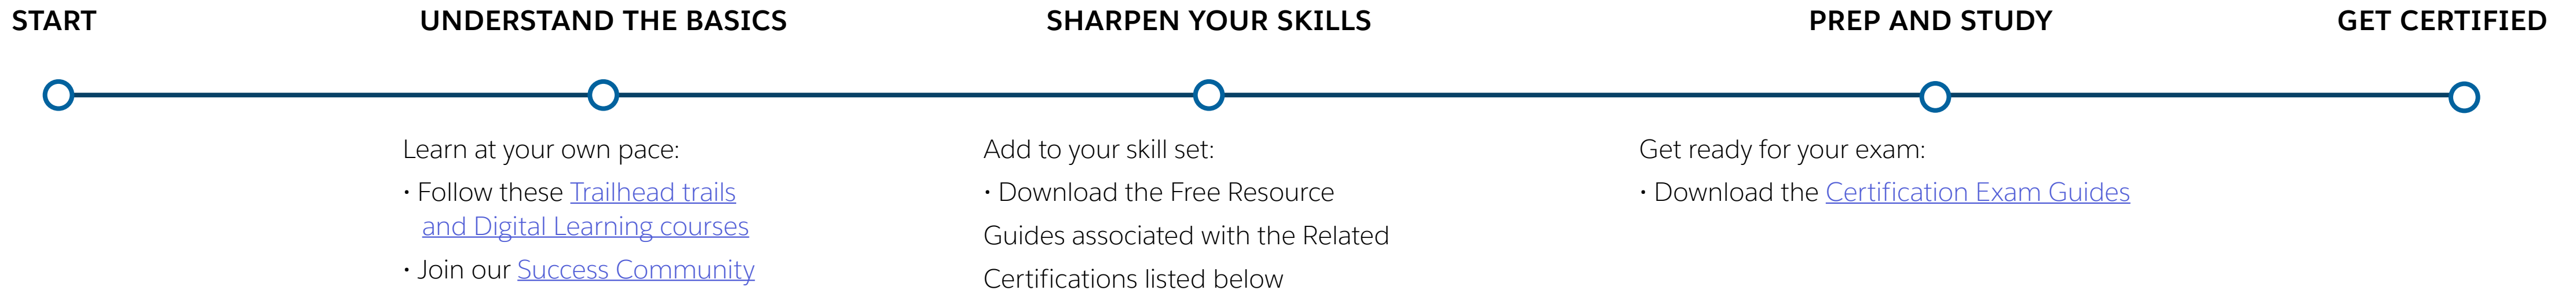 START
UNDERSTAND THE BASICS
SHARPEN YOUR SKILLS
PREP AND STUDY
GET CERTIFIED
Learn at your own pace:
• Follow these Trailhead trails
and Digital Learning courses
• Join our Success Community
Add to your skill set:
• Download the Free Resource
Guides associated with the Related
Certifications listed below
Get ready for your exam:
• Download the Certification Exam Guides